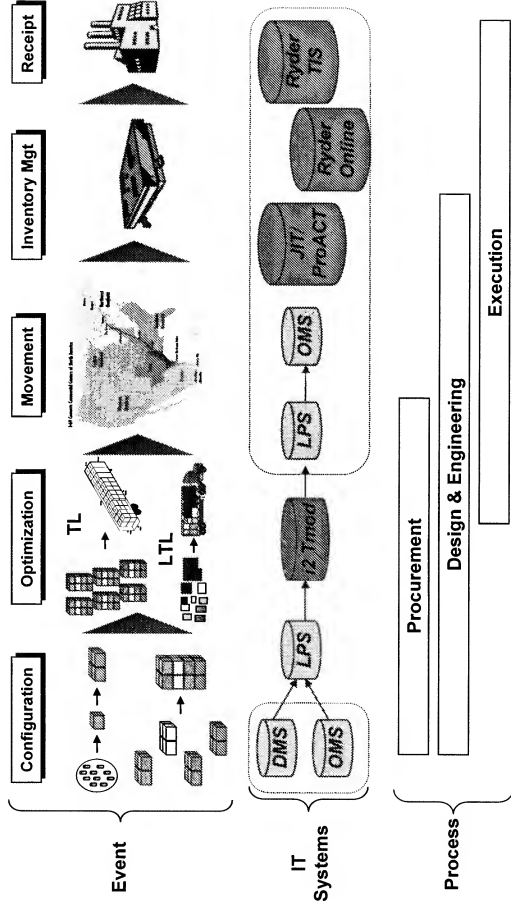 Event
Configuration
Optimization
Movement
Inventory Mgt
Receipt
TL
LTL
IT
Systems
DMS
OMS
LPS
i2 Tmod
LPS
OMS
JIT/
ProACT
Ryder
Online
Ryder
TIS
Process
Procurement
Design & Engineering
Execution